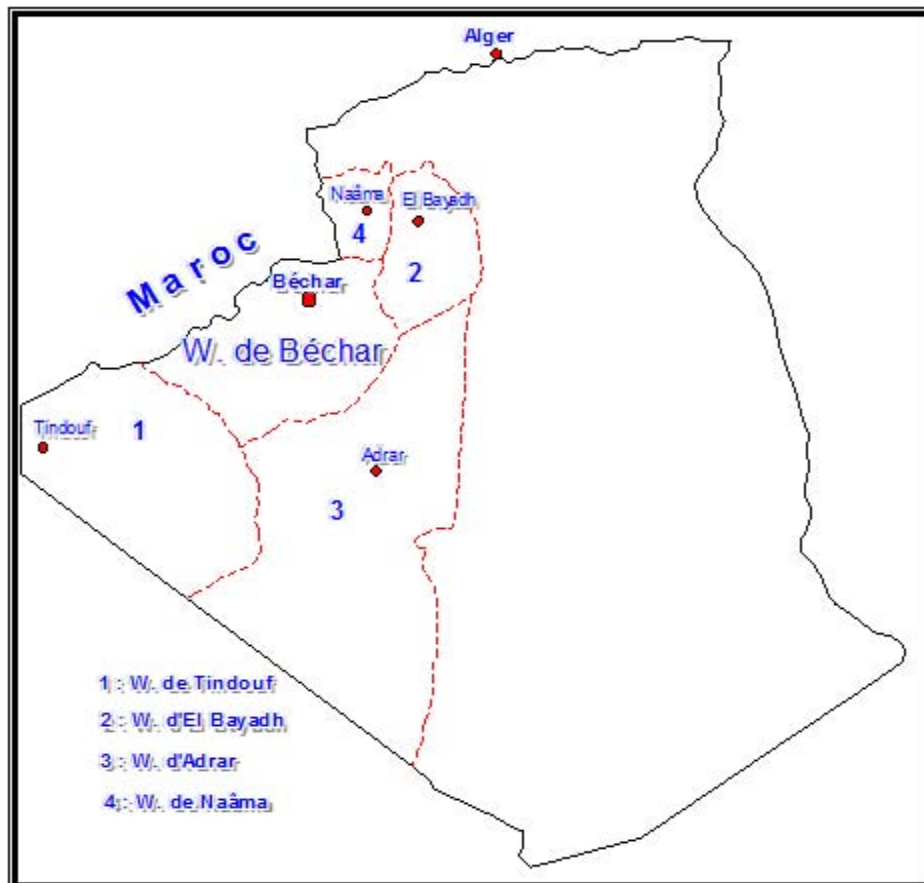 Alger
Naâma
El Bayadh
4
2
Maroc
Béchar
W. de Béchar
Tindouf
1
Adrar
3
1 : W. de Tindouf
2 : W. d'El Bayadh
3 : W. d'Adrar
4 : W. de Naâma